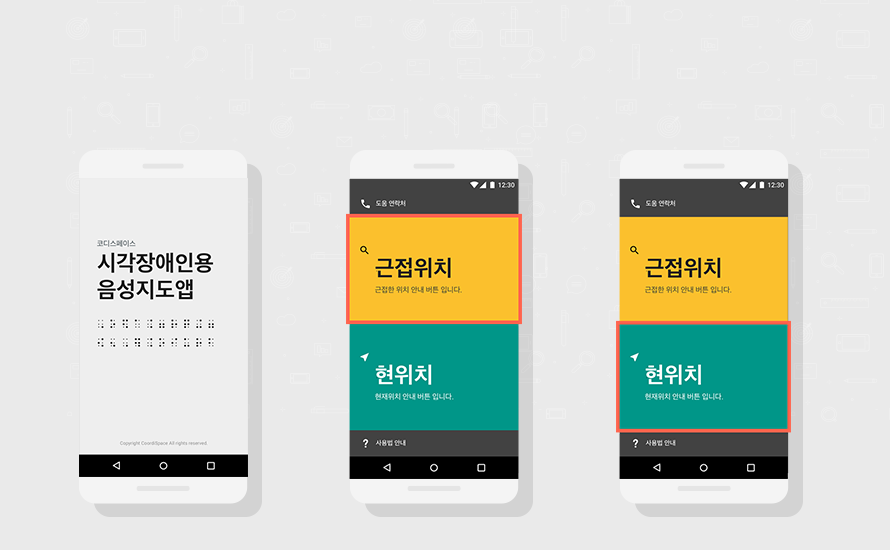 코디스페이스
시각장애인용
음성지도앱
Copyright CoordiSpace All rights reserved.
12:30
도움 연락처
근접위치
근접한 위치 안내 버튼 입니다.
현위치
현재위치 안내 버튼 입니다.
? 사용법 안내
12:30
도움 연락처
근접위치
근접한 위치 안내 버튼 입니다.
현위치
현재위치 안내 버튼 입니다.
? 사용법 안내